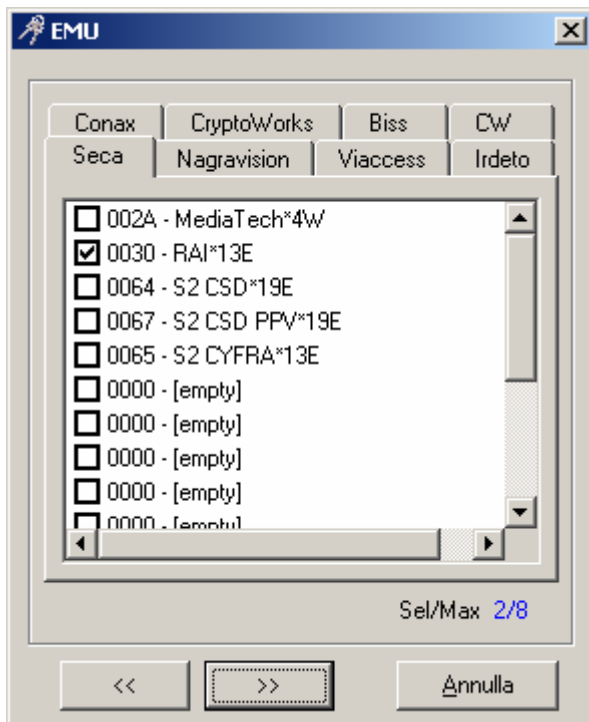 EMU
Conax CryptoWorks Biss CW
Seca Nagravision Viaccess Irdeto
002A - MediaTech*4W
0030 - RAI*13E
0064 - S2 CSD*19E
0067 - S2 CSD PPV*19E
0065 - S2 CYFRA*13E
0000 - [empty]
0000 - [empty]
0000 - [empty]
0000 - [empty]
0000 - [empty]
Sel/Max 2/8
<< >> Annulla